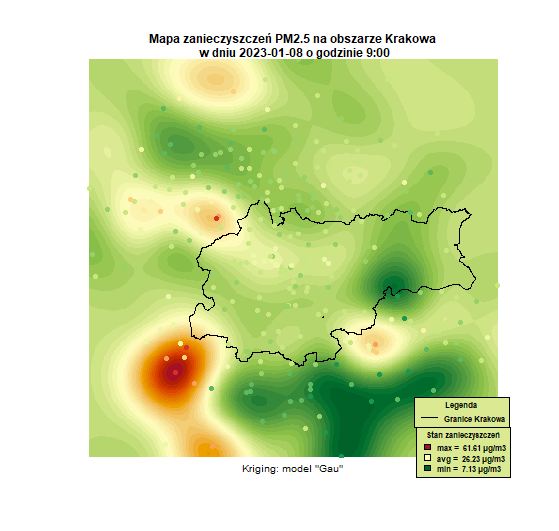 Mapa zanieczyszczeń PM2.5 na obszarze Krakowa
w dniu 2023-01-08 o godzinie 9:00
Legenda
Granice Krakowa
Stan zanieczyszczeń
max = 61.61 µg/m3
avg = 26.23 µg/m3
min = 7.13 µg/m3
Kriging: model "Gau"